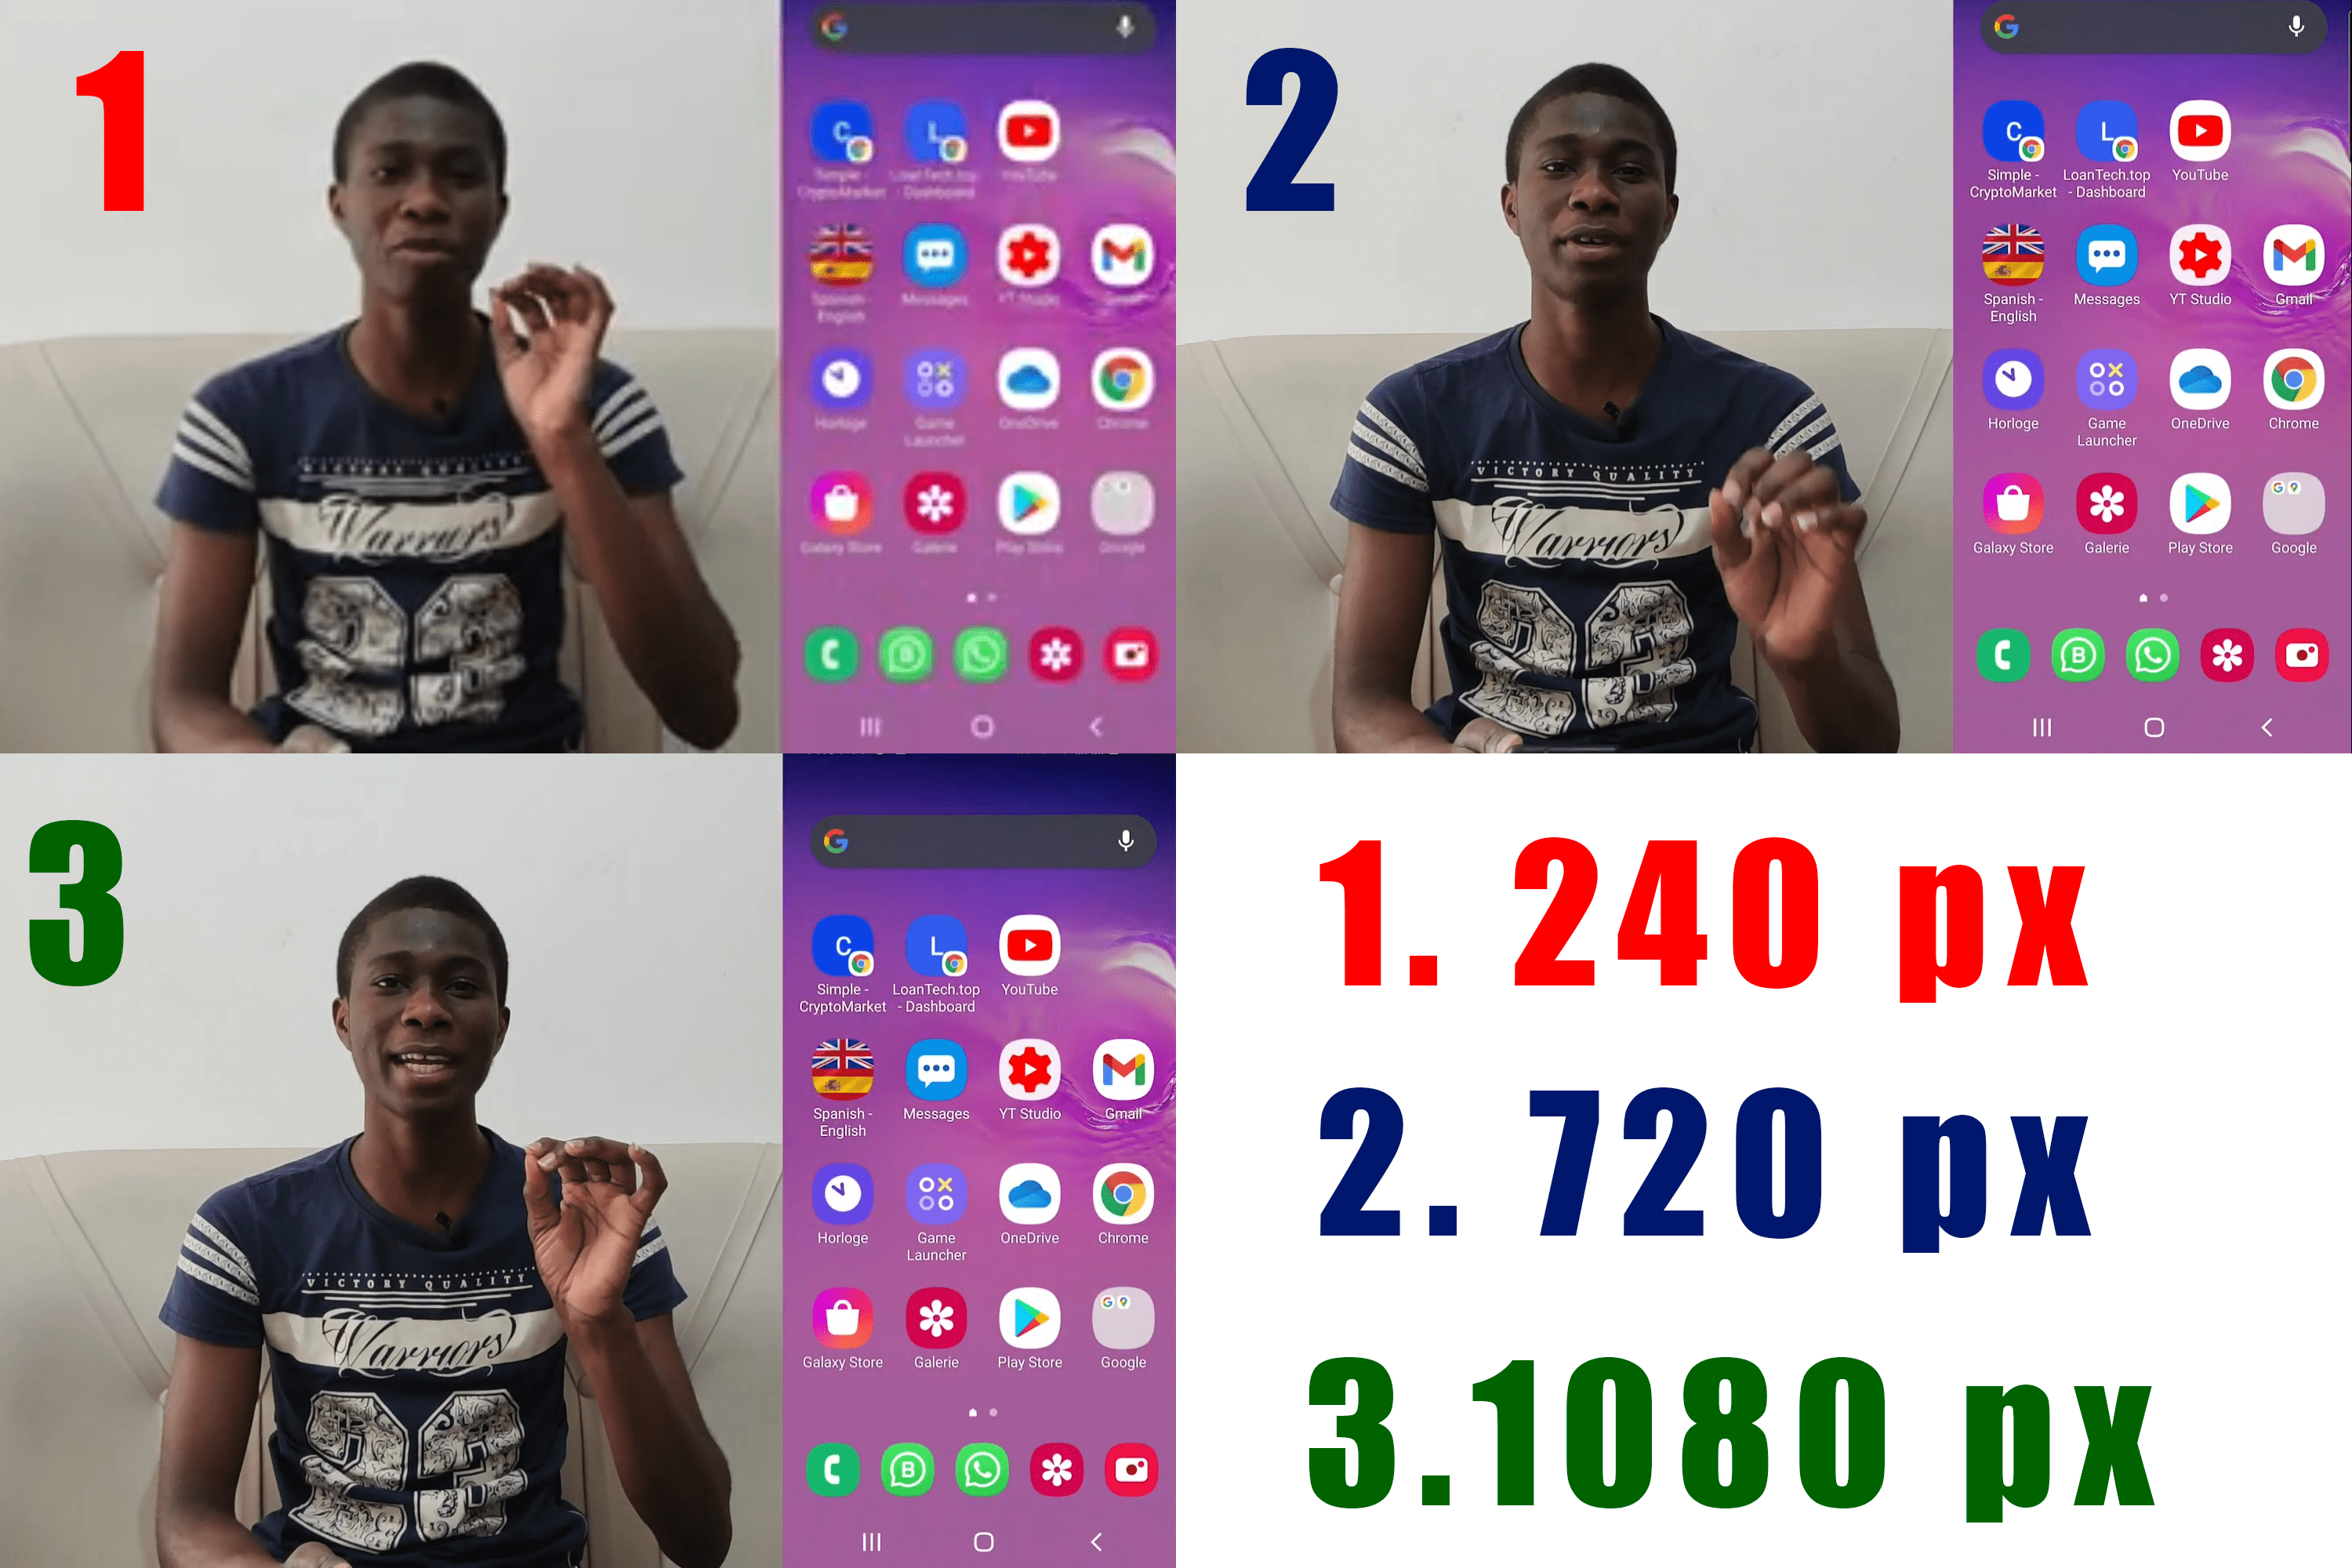 1
C L
Simple - LoanTech.top YouTube
CryptoMarket - Dashboard
Spanish - Messages YT Studio Gmail
English
Horloge Game OneDrive Chrome
Launcher
Galaxy Store Galerie Play Store Google
B
VICTORY QUALITY
Warriors
93
2
C L
Simple - LoanTech.top YouTube
CryptoMarket - Dashboard
Spanish - Messages YT Studio Gmail
English
Horloge Game OneDrive Chrome
Launcher
Galaxy Store Galerie Play Store Google
B
VICTORY QUALITY
Warriors
93
3
C L
Simple - LoanTech.top YouTube
CryptoMarket - Dashboard
Spanish - Messages YT Studio Gmail
English
Horloge Game OneDrive Chrome
Launcher
Galaxy Store Galerie Play Store Google
B
VICTORY QUALITY
Warriors
93
1. 240 px
2. 720 px
3.1080 px